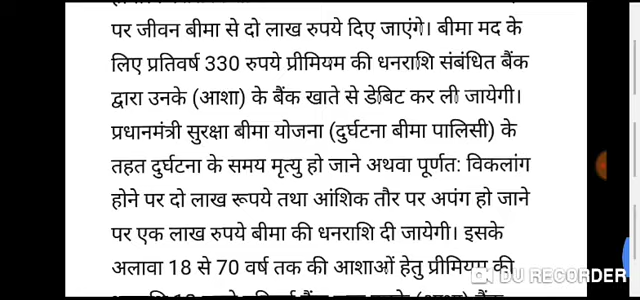 पर जीवन बीमा से दो लाख रुपये दिए जाएंगे। बीमा मद के
लिए प्रतिवर्ष 330 रुपये प्रीमियम की धनराशि संबंधित बैंक
द्वारा उनके (आशा) के बैंक खाते से डेबिट कर ली जायेगी।
प्रधानमंत्री सुरक्षा बीमा योजना (दुर्घटना बीमा पालिसी) के
तहत दुर्घटना के समय मृत्यु हो जाने अथवा पूर्णत: विकलांग
होने पर दो लाख रूपये तथा आंशिक तौर पर अपंग हो जाने
पर एक लाख रुपये बीमा की धनराशि दी जायेगी। इसके
अलावा 18 से 70 वर्ष तक की आशाओं हेतु प्रीमियम की
DU RECORDER